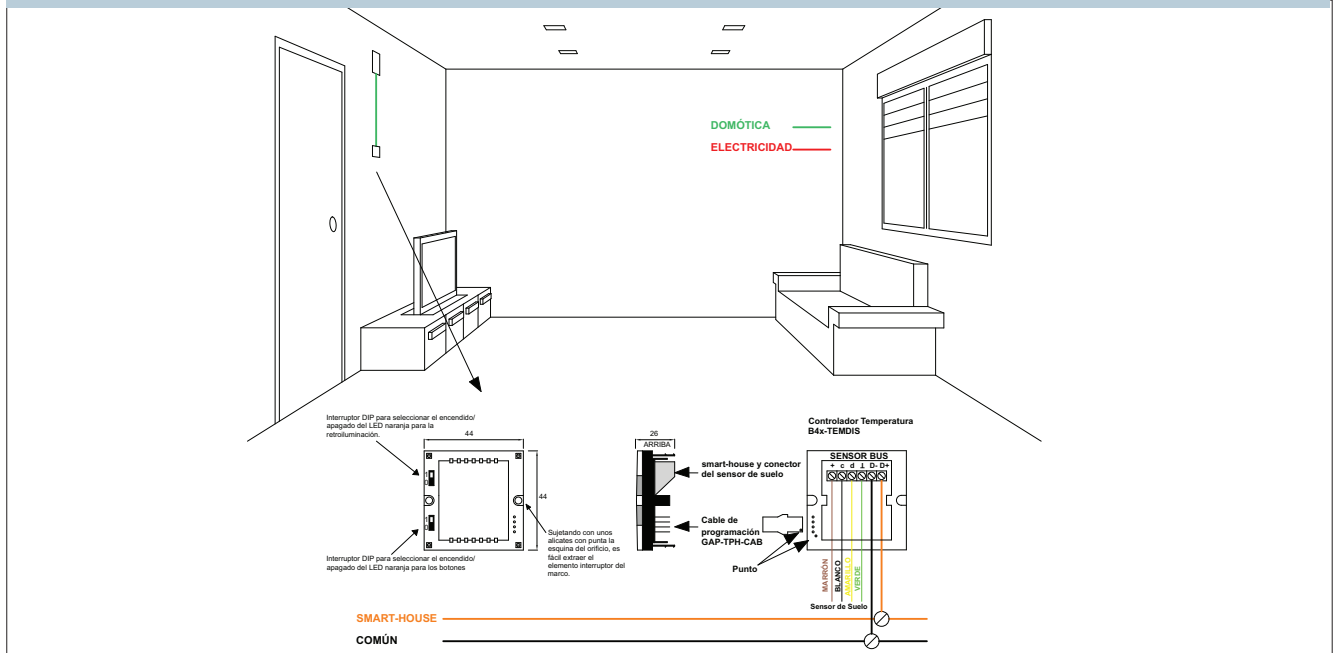 DOMÓTICA
ELECTRICIDAD
Interruptor DIP para seleccionar el encendido/
apagado del LED naranja para la
retroiluminación.
44
44
1
0
1
0
Interruptor DIP para seleccionar el encendido/
apagado del LED naranja para los botones
Sujetando con unos
alicates con punta la
esquina del orificio, es
fácil extraer el
elemento interruptor del
marco.
26
ARRIBA
smart-house y conector
del sensor de suelo
Cable de
programación
GAP-TPH-CAB
Punto
Controlador Temperatura
B4x-TEMDIS
SENSOR BUS
+ c d ⊥ D- D+
MARRÓN
BLANCO
AMARILLO
VERDE
Sensor de Suelo
SMART-HOUSE
COMÚN